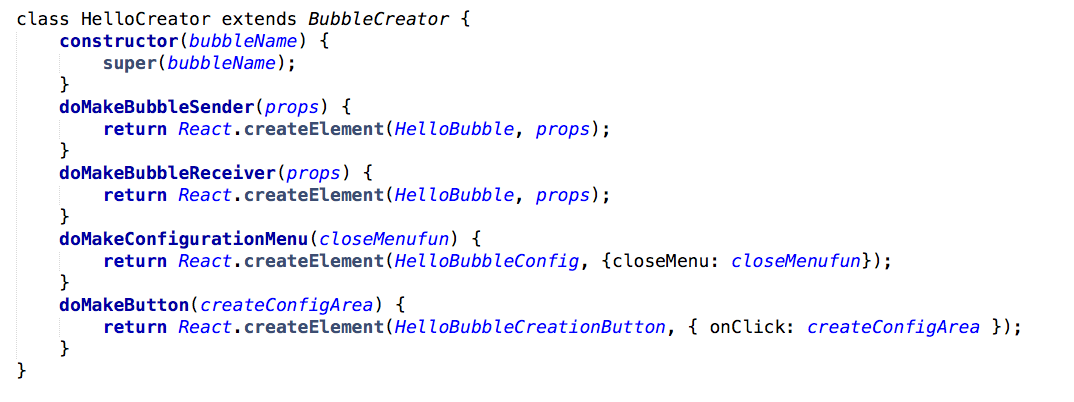 class HelloCreator extends BubbleCreator {
    constructor(bubbleName) {
        super(bubbleName);
    }
    doMakeBubbleSender(props) {
        return React.createElement(HelloBubble, props);
    }
    doMakeBubbleReceiver(props) {
        return React.createElement(HelloBubble, props);
    }
    doMakeConfigurationMenu(closeMenufun) {
        return React.createElement(HelloBubbleConfig, {closeMenu: closeMenufun});
    }
    doMakeButton(createConfigArea) {
        return React.createElement(HelloBubbleCreationButton, { onClick: createConfigArea });
    }
}